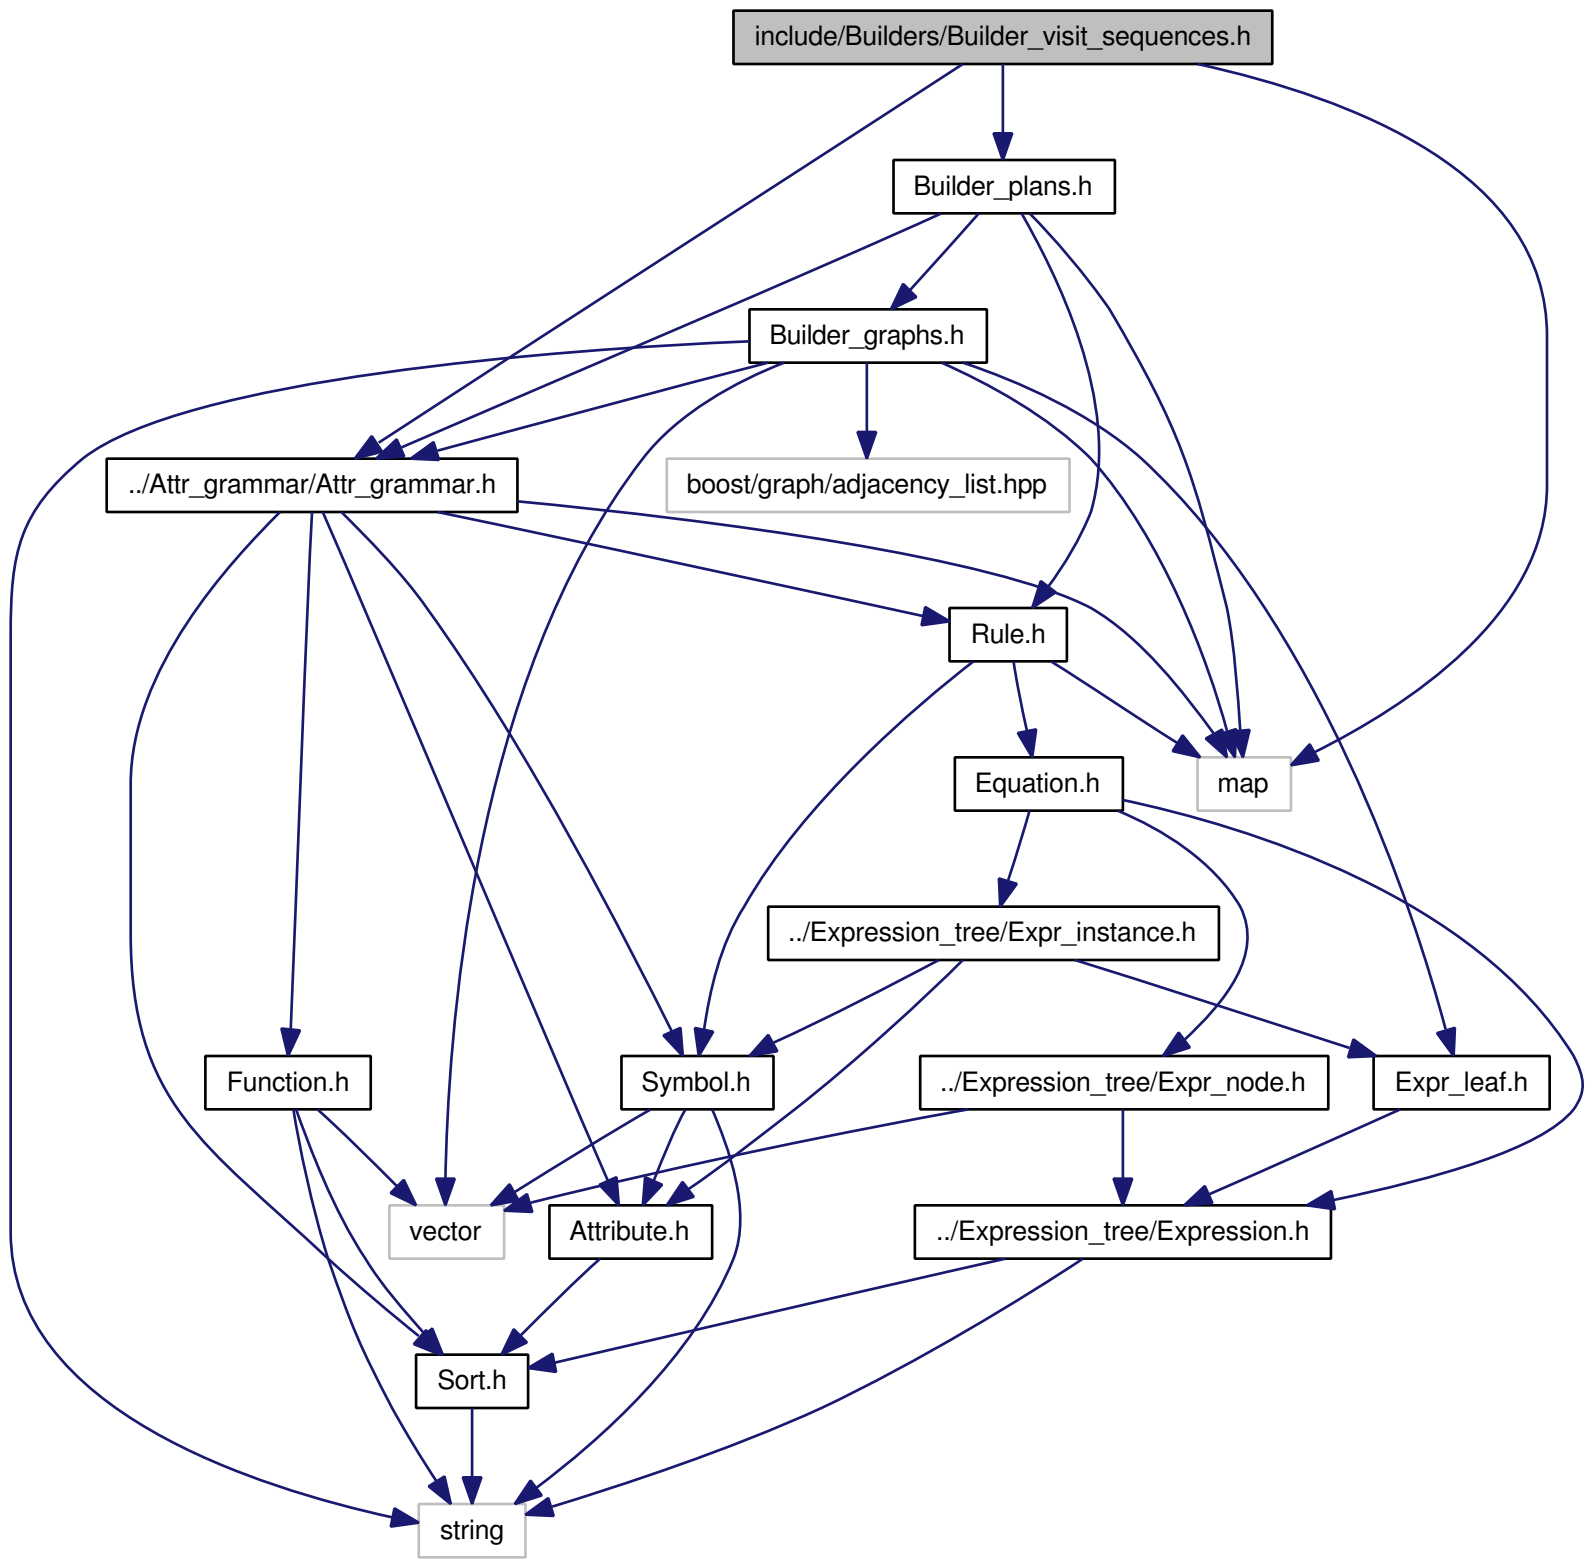 include/Builders/Builder_visit_sequences.h
Builder_plans.h
Builder_graphs.h
../Attr_grammar/Attr_grammar.h
boost/graph/adjacency_list.hpp
Rule.h
Equation.h
map
../Expression_tree/Expr_instance.h
Function.h
Symbol.h
../Expression_tree/Expr_node.h
Expr_leaf.h
vector
Attribute.h
../Expression_tree/Expression.h
Sort.h
string